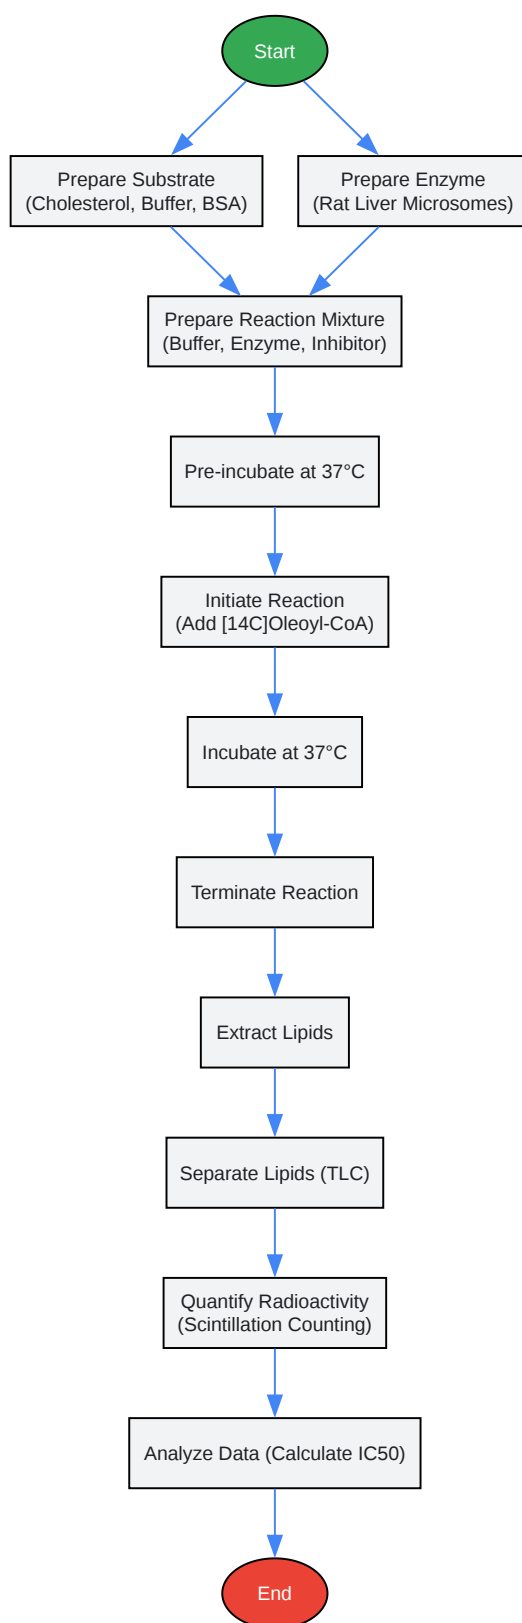 Start
Prepare Substrate
(Cholesterol, Buffer, BSA)
Prepare Enzyme
(Rat Liver Microsomes)
Prepare Reaction Mixture
(Buffer, Enzyme, Inhibitor)
Pre-incubate at 37°C
Initiate Reaction
(Add [14C]Oleoyl-CoA)
Incubate at 37°C
Terminate Reaction
Extract Lipids
Separate Lipids (TLC)
Quantify Radioactivity
(Scintillation Counting)
Analyze Data (Calculate IC50)
End